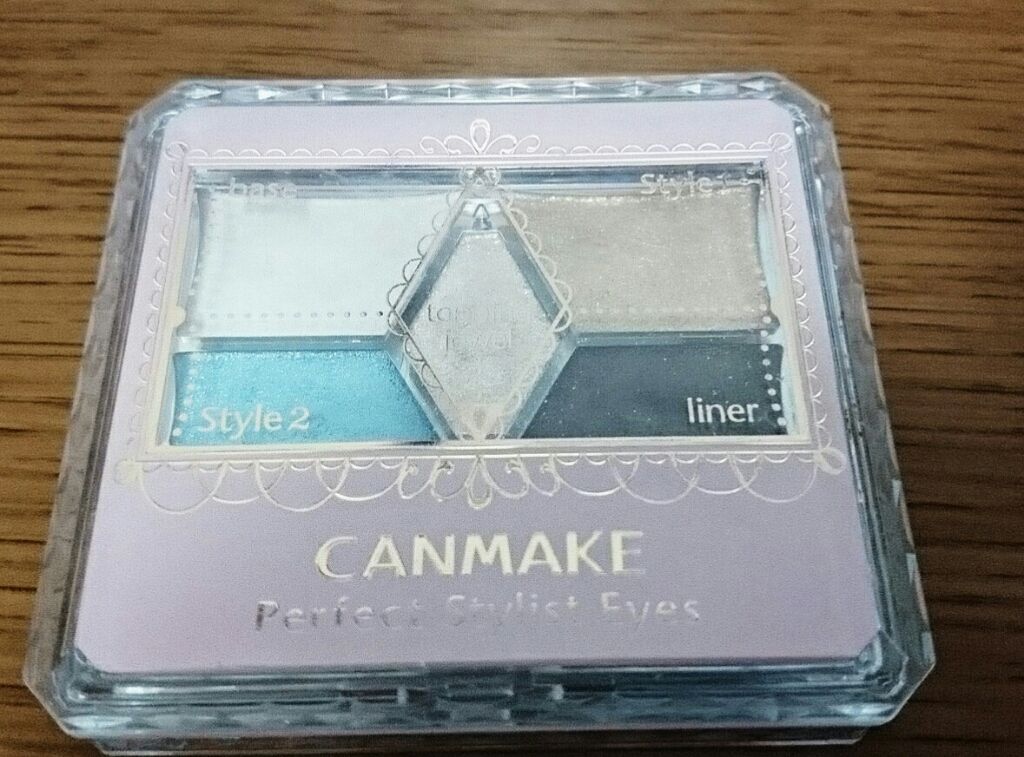 base
Style 1
topping
jewel
Style 2
liner
CANMAKE
Perfect Stylist Eyes